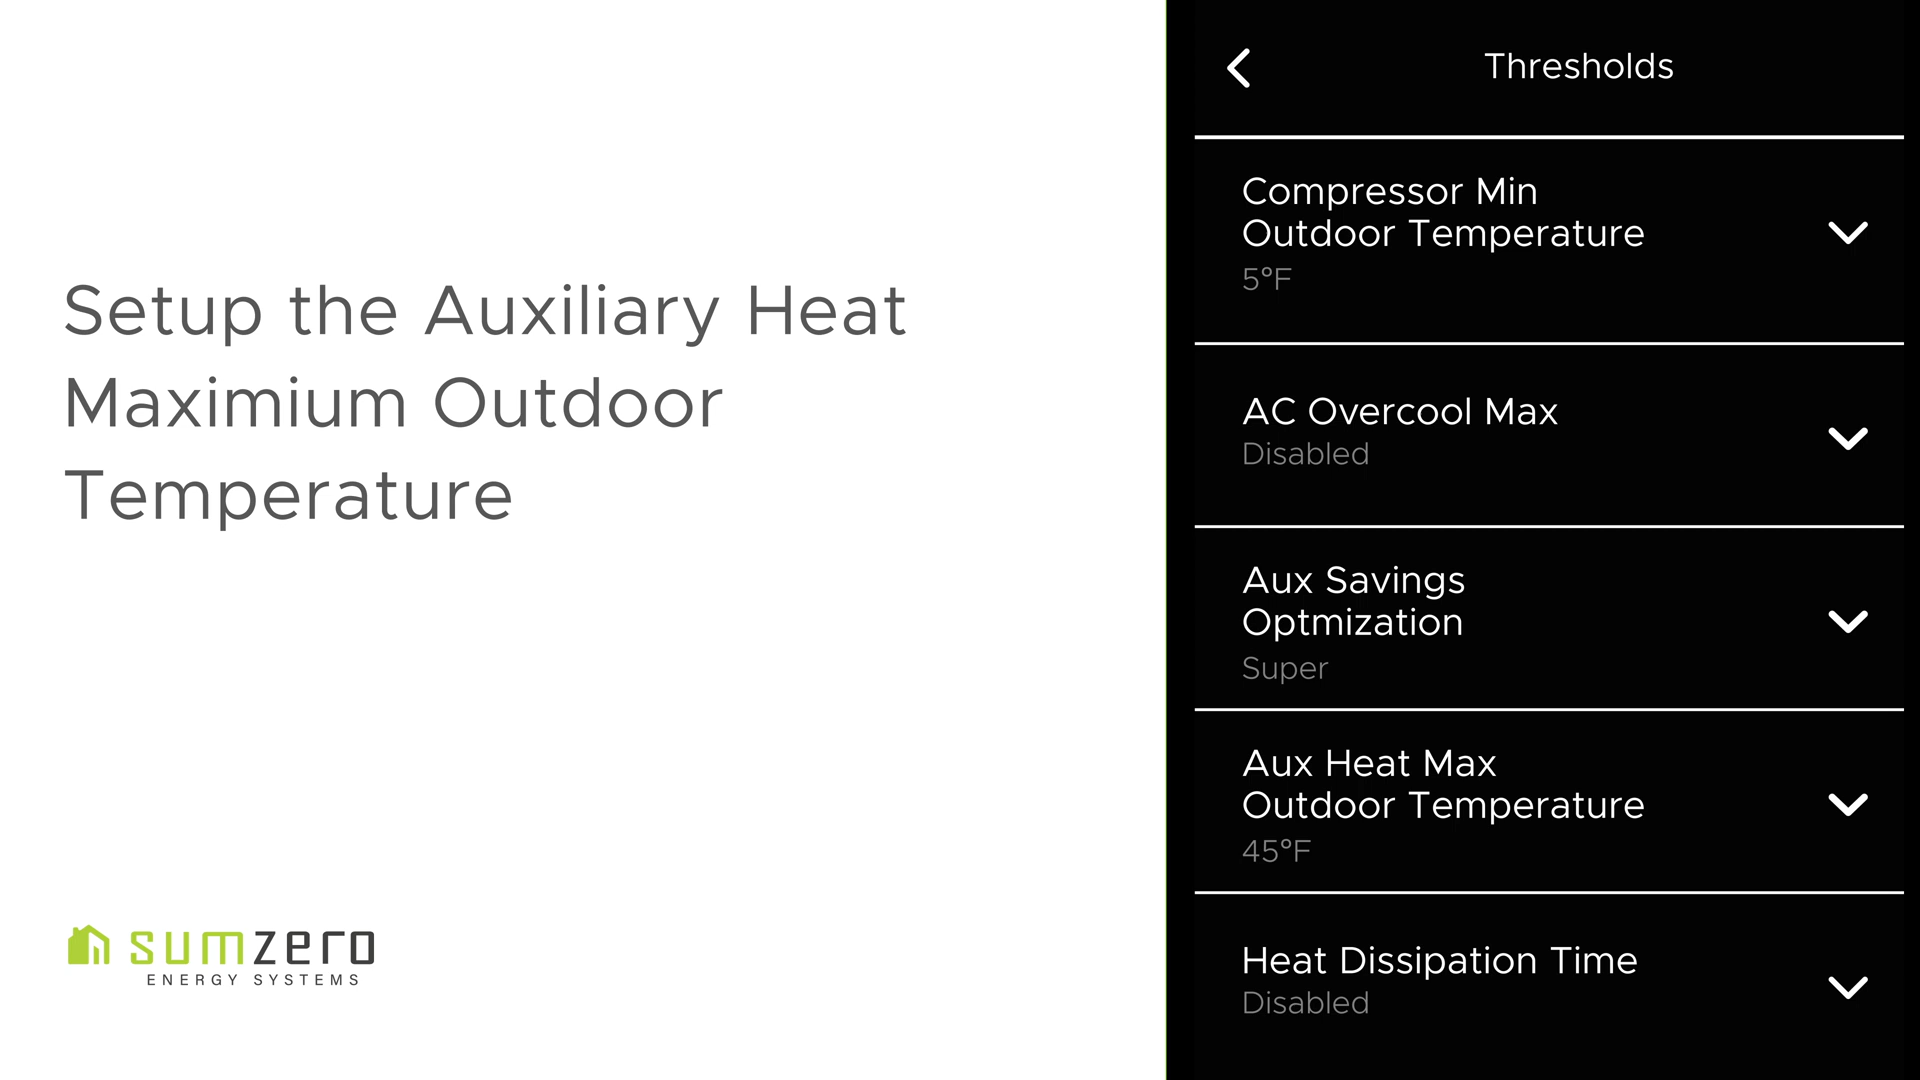 Setup the Auxiliary Heat
Maximium Outdoor
Temperature
sumzero
ENERGY SYSTEMS
Thresholds
Compressor Min
Outdoor Temperature
5°F
AC Overcool Max
Disabled
Aux Savings
Optmization
Super
Aux Heat Max
Outdoor Temperature
45°F
Heat Dissipation Time
Disabled